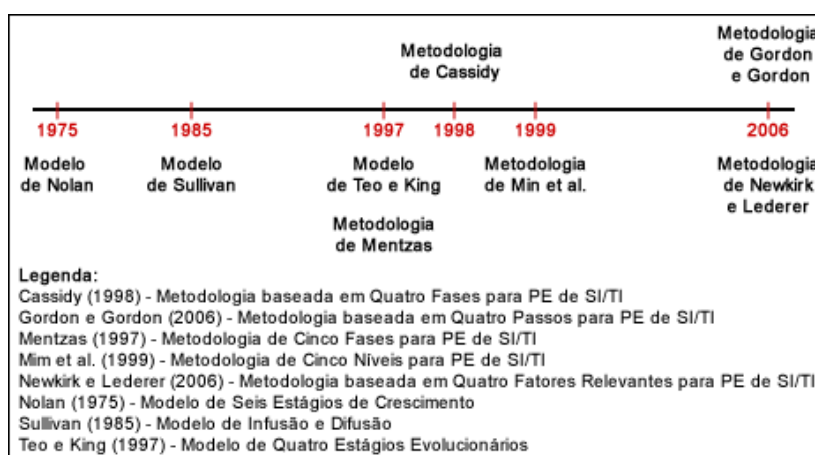 Metodologia
de Cassidy
Metodologia
de Gordon
e Gordon
1975
1985
1997
1998
1999
2006
Modelo
de Nolan
Modelo
de Sullivan
Modelo
de Teo e King
Metodologia
de Mentzas
Metodologia
de Min et al.
Metodologia
de Newkirk
e Lederer
Legenda:
Cassidy (1998) - Metodologia baseada em Quatro Fases para PE de SI/TI
Gordon e Gordon (2006) - Metodologia baseada em Quatro Passos para PE de SI/TI
Mentzas (1997) - Metodologia de Cinco Fases para PE de SI/TI
Mim et al. (1999) - Metodologia de Cinco Níveis para PE de SI/TI
Newkirk e Lederer (2006) - Metodologia baseada em Quatro Fatores Relevantes para PE de SI/TI
Nolan (1975) - Modelo de Seis Estágios de Crescimento
Sullivan (1985) - Modelo de Infusão e Difusão
Teo e King (1997) - Modelo de Quatro Estágios Evolucionários